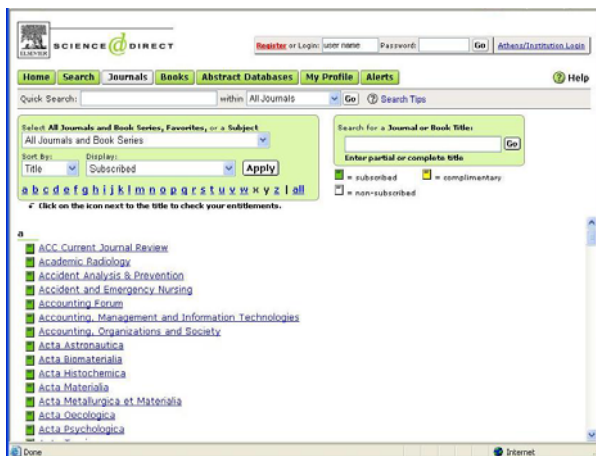 ELSEVIER
SCIENCE @ DIRECT
Register or Login: user name Password: Go Athens/Institution Login
Home Search Journals Books Abstract Databases My Profile Alerts ? Help
Quick Search: within All Journals Go ? Search Tips
Select All Journals and Book Series, Favorites, or a Subject
All Journals and Book Series
Sort By: Display:
Title Subscribed Apply
a b c d e f g h i j k l m n o p q r s t u v w x y z | all
Click on the icon next to the title to check your entitlements.
Search for a Journal or Book Title:
Go
Enter partial or complete title
= subscribed = complimentary
= non-subscribed
a
ACC Current Journal Review
Academic Radiology
Accident Analysis & Prevention
Accident and Emergency Nursing
Accounting Forum
Accounting, Management and Information Technologies
Accounting, Organizations and Society
Acta Astronautica
Acta Biomaterialia
Acta Histochemica
Acta Materialia
Acta Metallurgica et Materialia
Acta Oecologica
Acta Psychologica
Done Internet